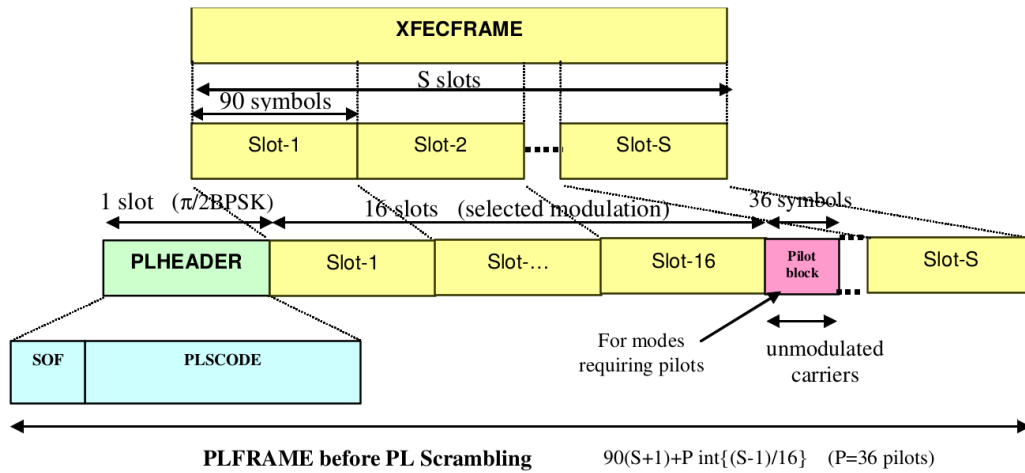 XFECFRAME
S slots
90 symbols
Slot-1 Slot-2 Slot-S
1 slot (π/2BPSK) 16 slots (selected modulation) 36 symbols
PLHEADER Slot-1 Slot-... Slot-16 Pilot block Slot-S
For modes requiring pilots
unmodulated carriers
SOF PLSCODE
PLFRAME before PL Scrambling 90(S+1)+P int{(S-1)/16} (P=36 pilots)